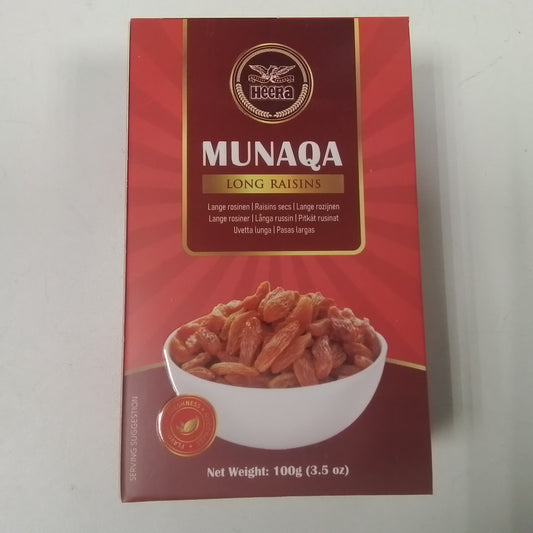 HEERA
MUNAQA
LONG RAISINS
Lange rosinen | Raisins secs | Lange rozijnen
Lange rosiner | Långa russin | Pitkät rusinat
Uvetta lunga | Pasas largas
SERVING SUGGESTION
Net Weight: 100g (3.5 oz)